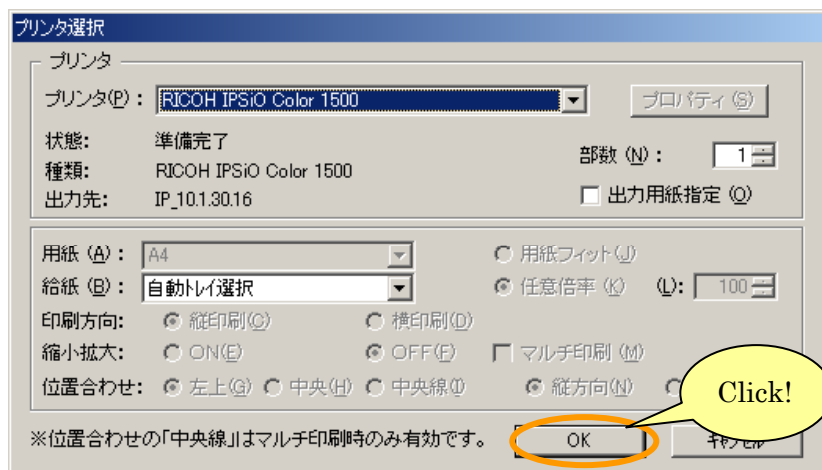 プリンタ選択
プリンタ
プリンタ(P): RICOH IPSiO Color 1500 プロパティ(S)
状態: 準備完了
部数(N): 1
種類: RICOH IPSiO Color 1500
出力先: IP_10.1.30.16 出力用紙指定(O)
用紙(A): A4 用紙フィット(J)
給紙(B): 自動トレイ選択 任意倍率(K) (L): 100
印刷方向: 縦印刷(C) 横印刷(D)
縮小拡大: ON(E) OFF(F) マルチ印刷(M)
位置合わせ: 左上(G) 中央(H) 中央線(I) 縦方向(N)
Click!
※位置合わせの「中央線」はマルチ印刷時のみ有効です。 OK キャンセル